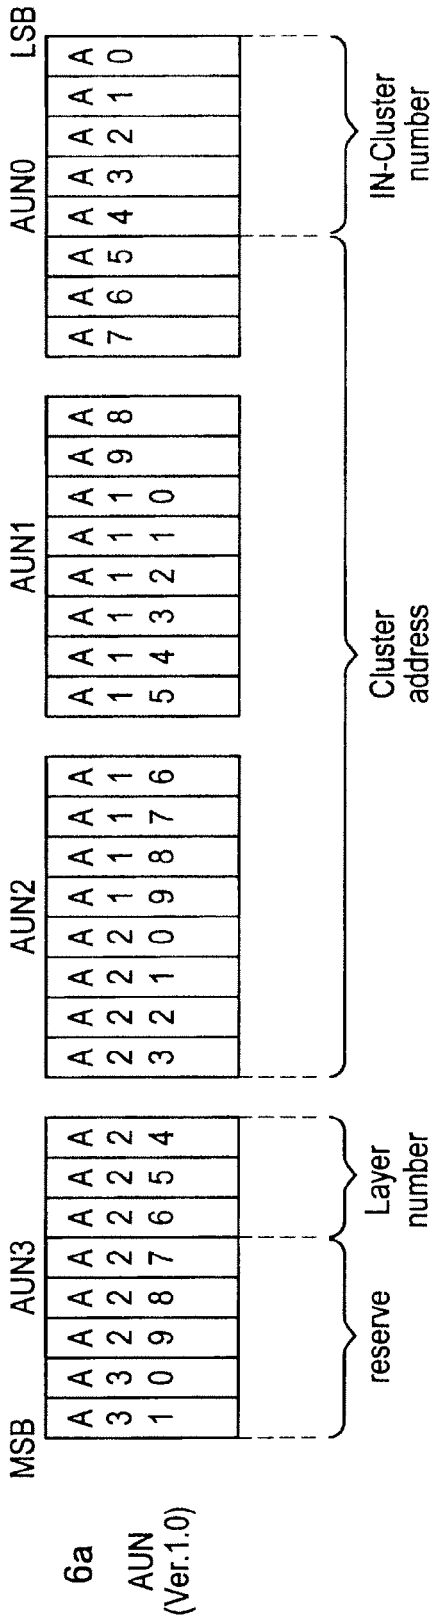 6a
AUN
(Ver.1.0)
MSB AUN3 AUN2 AUN1 AUN0 LSB
A31 A30 A29 A28 A27 A26 A25 A24
A23 A22 A21 A20 A19 A18 A17 A16
A15 A14 A13 A12 A11 A10 A9 A8
A7 A6 A5 A4 A3 A2 A1 A0
reserve
Layer
number
Cluster
address
IN-Cluster
number